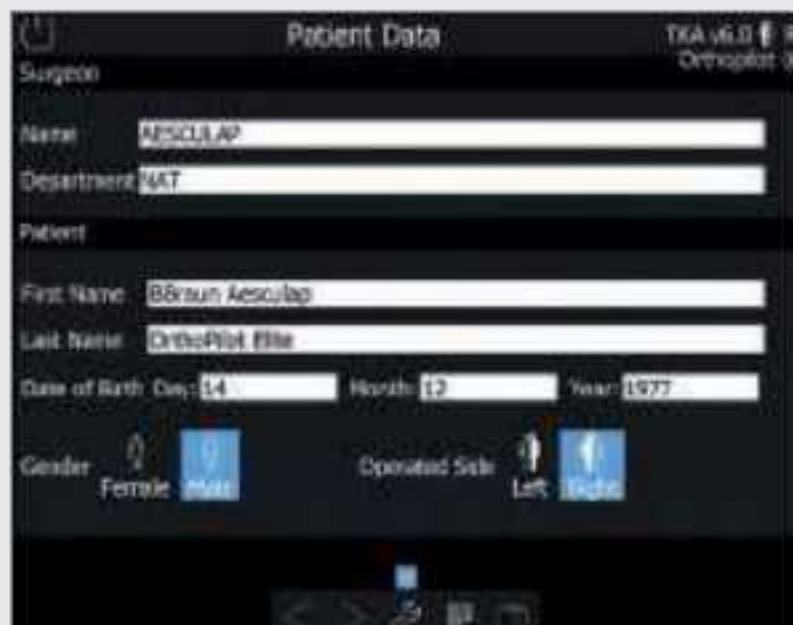 Patient Data
TKA v6.0
Orthopilot
Surgeon
Name AESCULAP
Department NAT
Patient
First Name BBraun Aesculap
Last Name OrthoPilot Elite
Date of Birth Day: 14 Month: 12 Year: 1977
Gender Female Male Operated Side Left Right